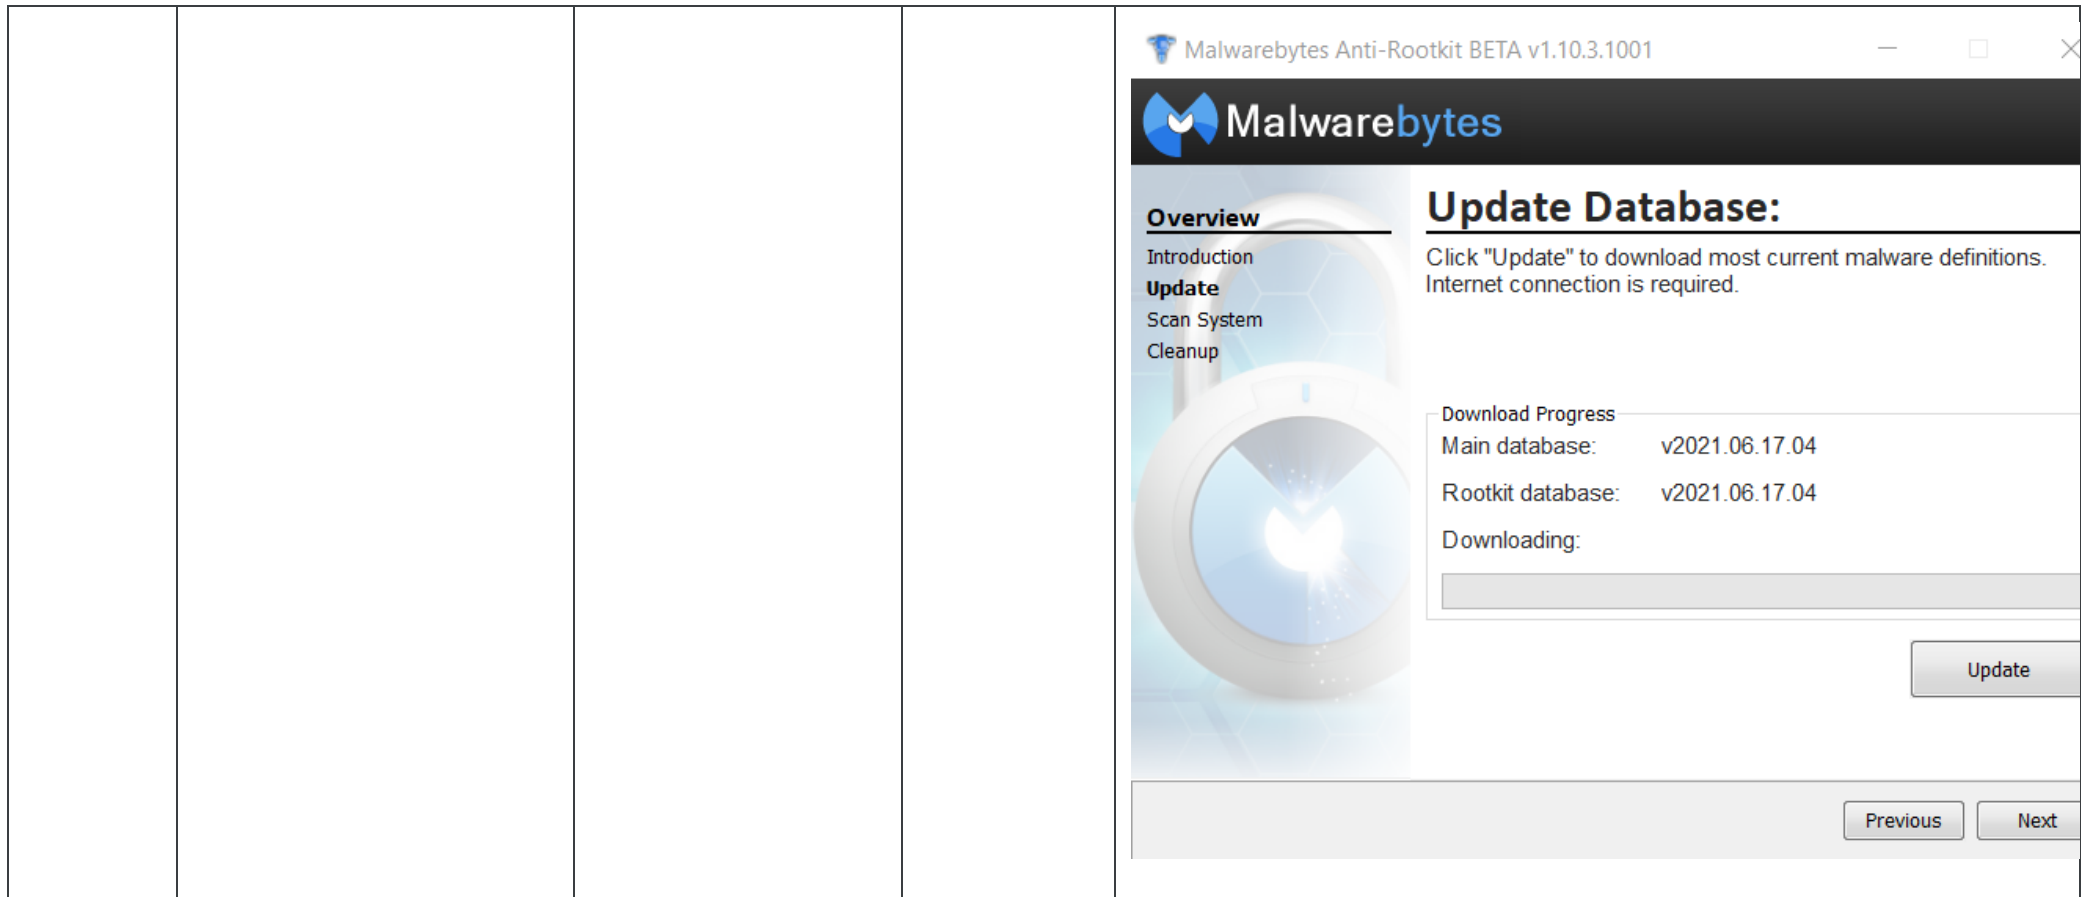 Malwarebytes Anti-Rootkit BETA v1.10.3.1001
Malwarebytes
Overview
Introduction
Update
Scan System
Cleanup
Update Database:
Click "Update" to download most current malware definitions.
Internet connection is required.
Download Progress
Main database: v2021.06.17.04
Rootkit database: v2021.06.17.04
Downloading:
Update
Previous Next